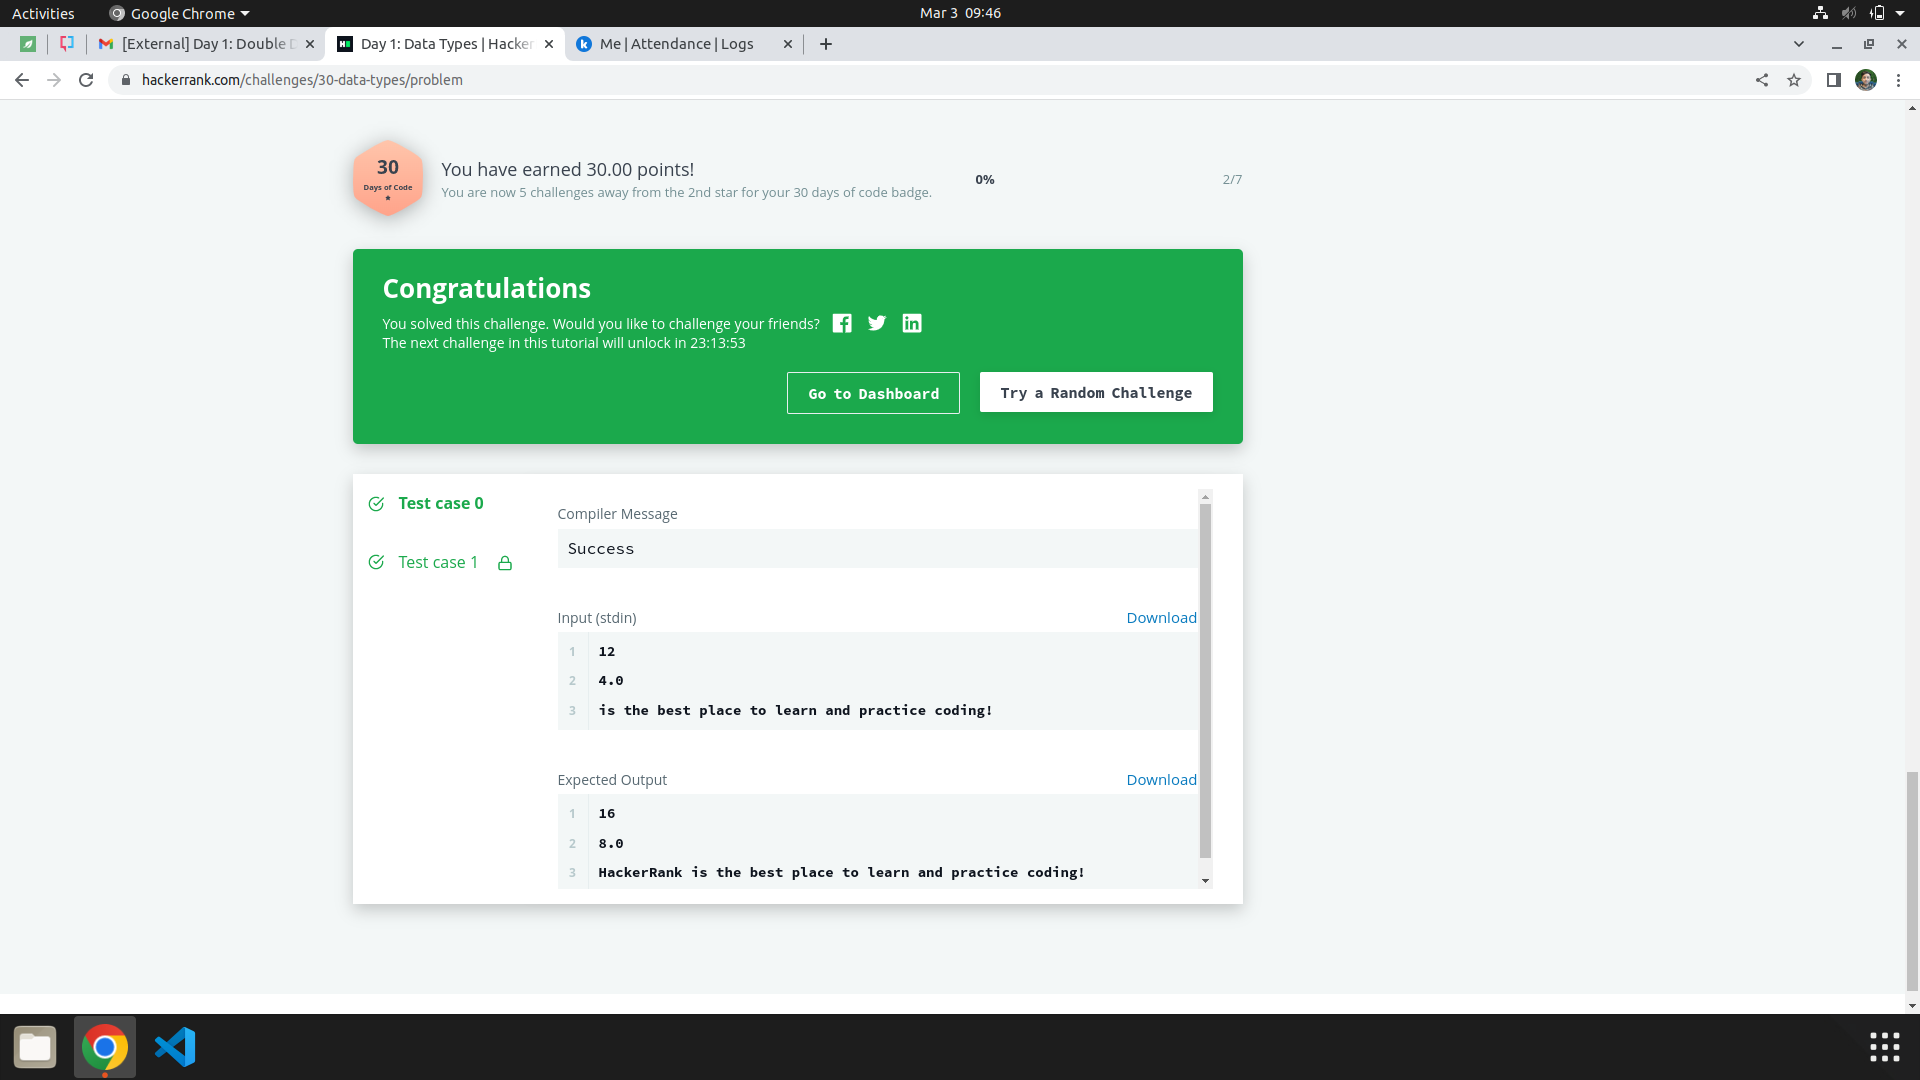 Activities
Google Chrome
Mar 3 09:46
[External] Day 1: Double D
Day 1: Data Types | Hacker
Me | Attendance | Logs
hackerrank.com/challenges/30-data-types/problem
30
Days of Code
You have earned 30.00 points!
You are now 5 challenges away from the 2nd star for your 30 days of code badge.
0%
2/7
Congratulations
You solved this challenge. Would you like to challenge your friends?
The next challenge in this tutorial will unlock in 23:13:53
Go to Dashboard
Try a Random Challenge
Test case 0
Test case 1
Compiler Message
Success
Input (stdin)
Download
1 12
2 4.0
3 is the best place to learn and practice coding!
Expected Output
Download
1 16
2 8.0
3 HackerRank is the best place to learn and practice coding!